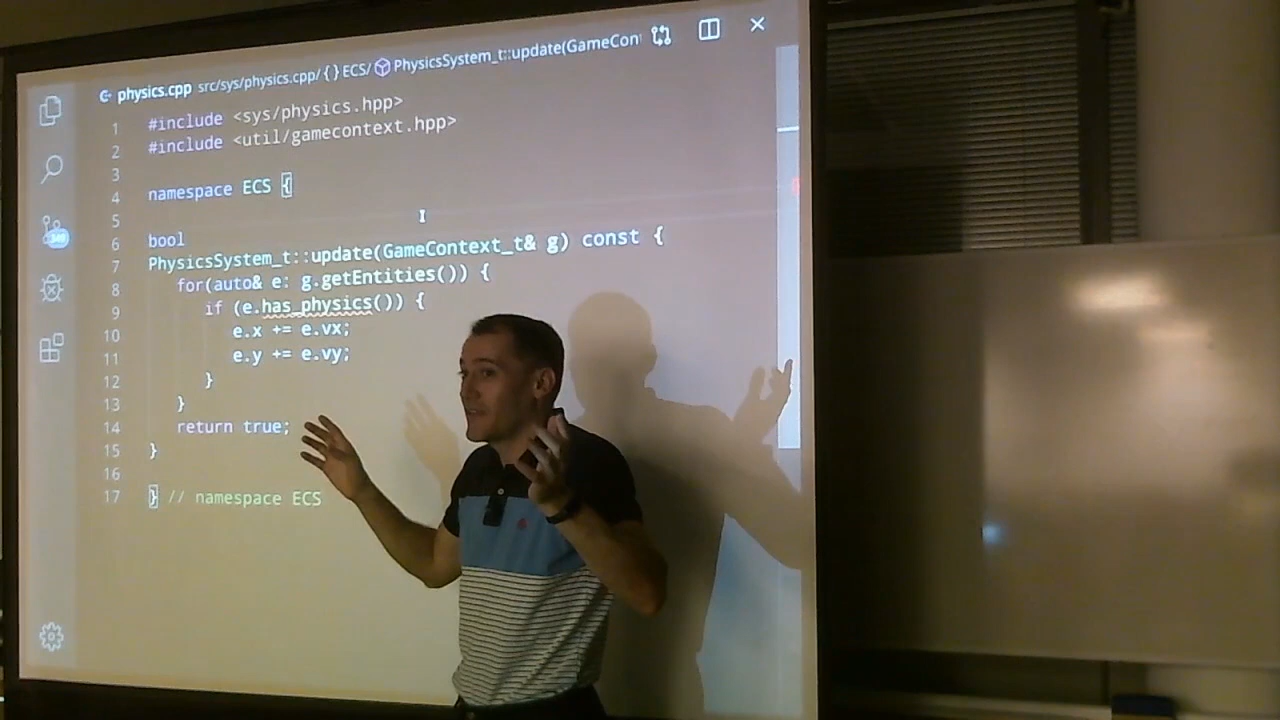 physics.cpp src/sys/physics.cpp/{}ECS/PhysicsSystem_t::update(GameCon
1 #include <sys/physics.hpp>
2 #include <util/gamecontext.hpp>
3
4 namespace ECS {
5
6 bool
7 PhysicsSystem_t::update(GameContext_t& g) const {
8 for(auto& e: g.getEntities()) {
9 if (e.has_physics()) {
10 e.x += e.vx;
11 e.y += e.vy;
12 }
13 }
14 return true;
15 }
16
17 } // namespace ECS